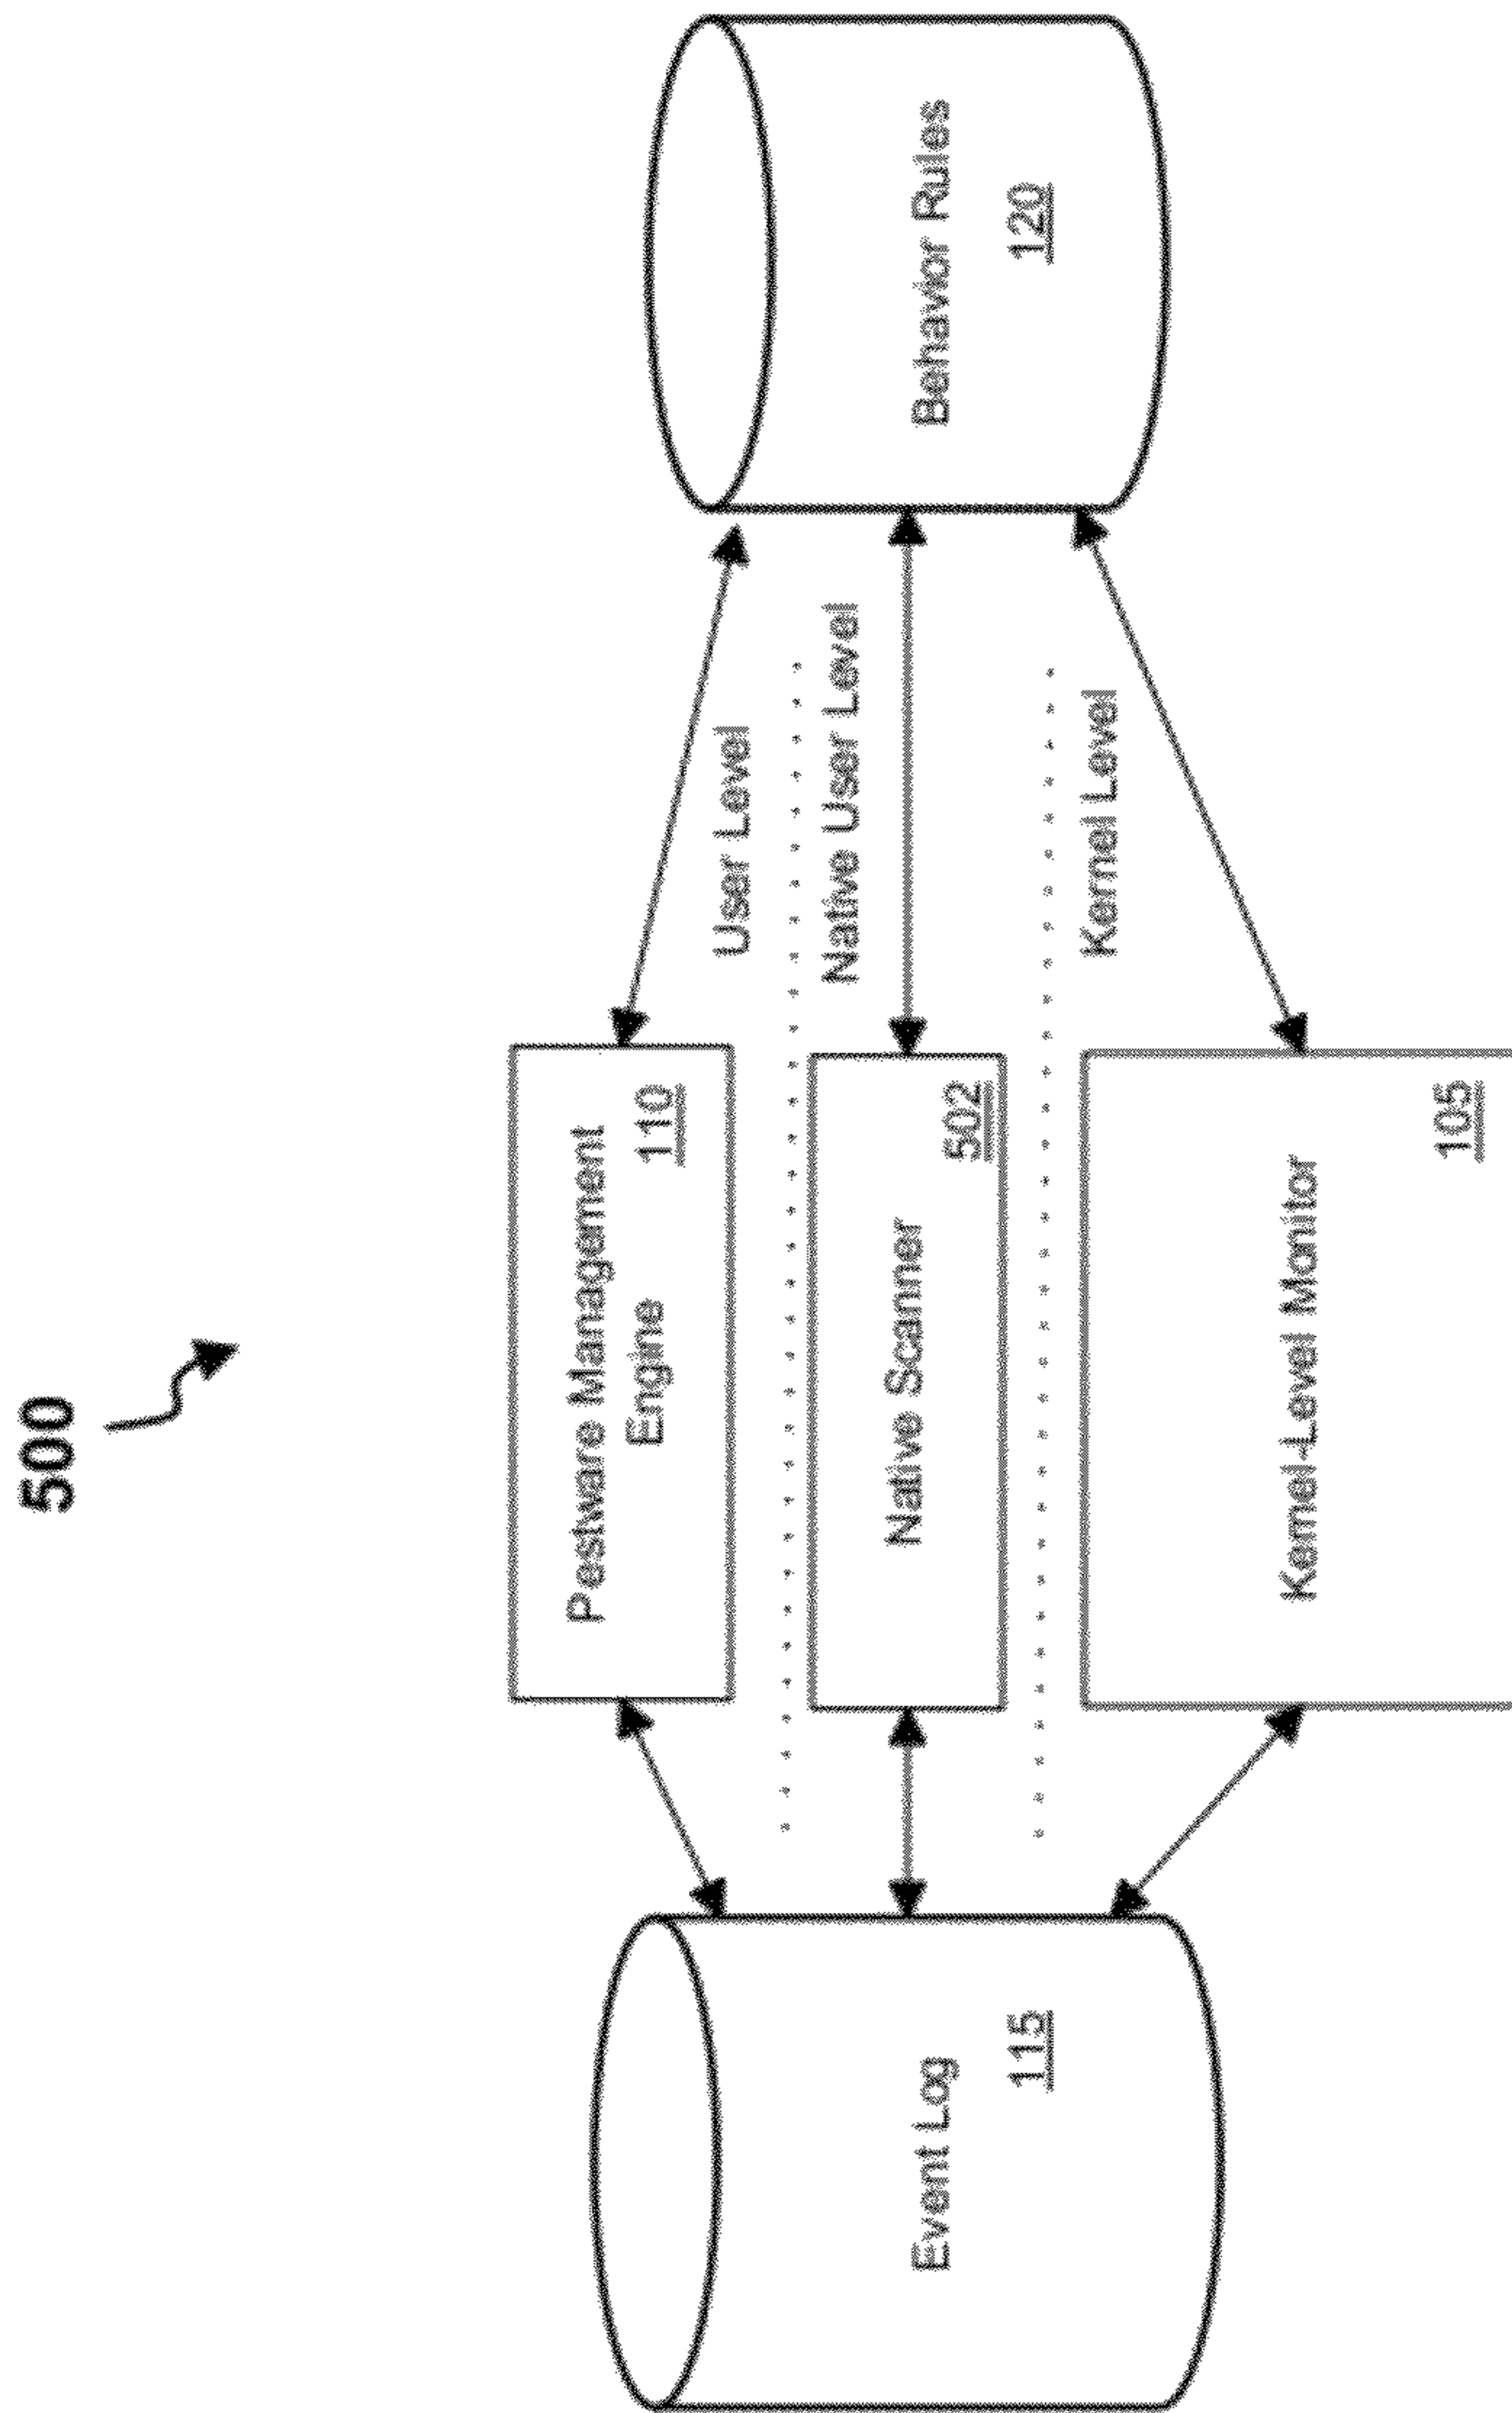 500
Pestware Management
Engine
110
User Level
Native User Level
Native Scanner
502
Event Log
115
Behavior Rules
120
Kernel Level
Kernel-Level Monitor
105